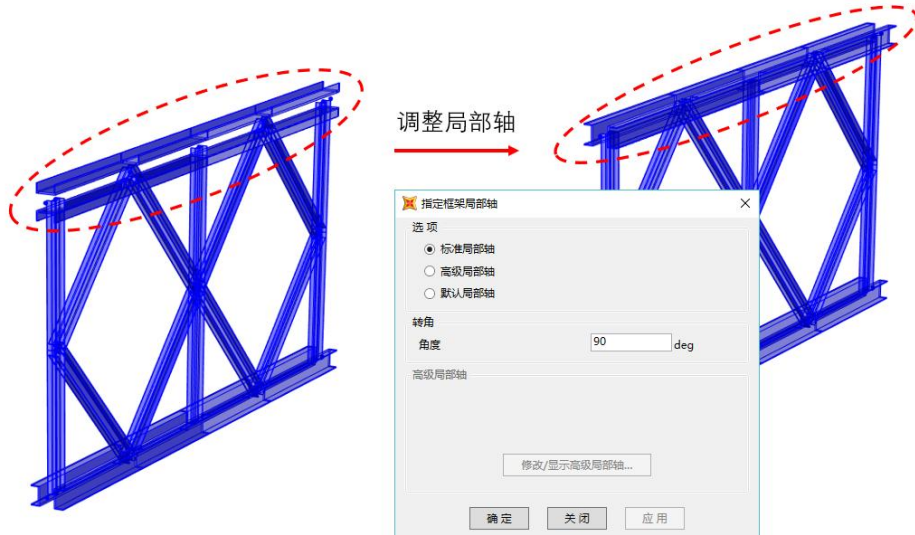 调整局部轴
指定框架局部轴
选项
标准局部轴
高级局部轴
默认局部轴
转角
角度 90 deg
高级局部轴
修改/显示高级局部轴...
确定 关闭 应用